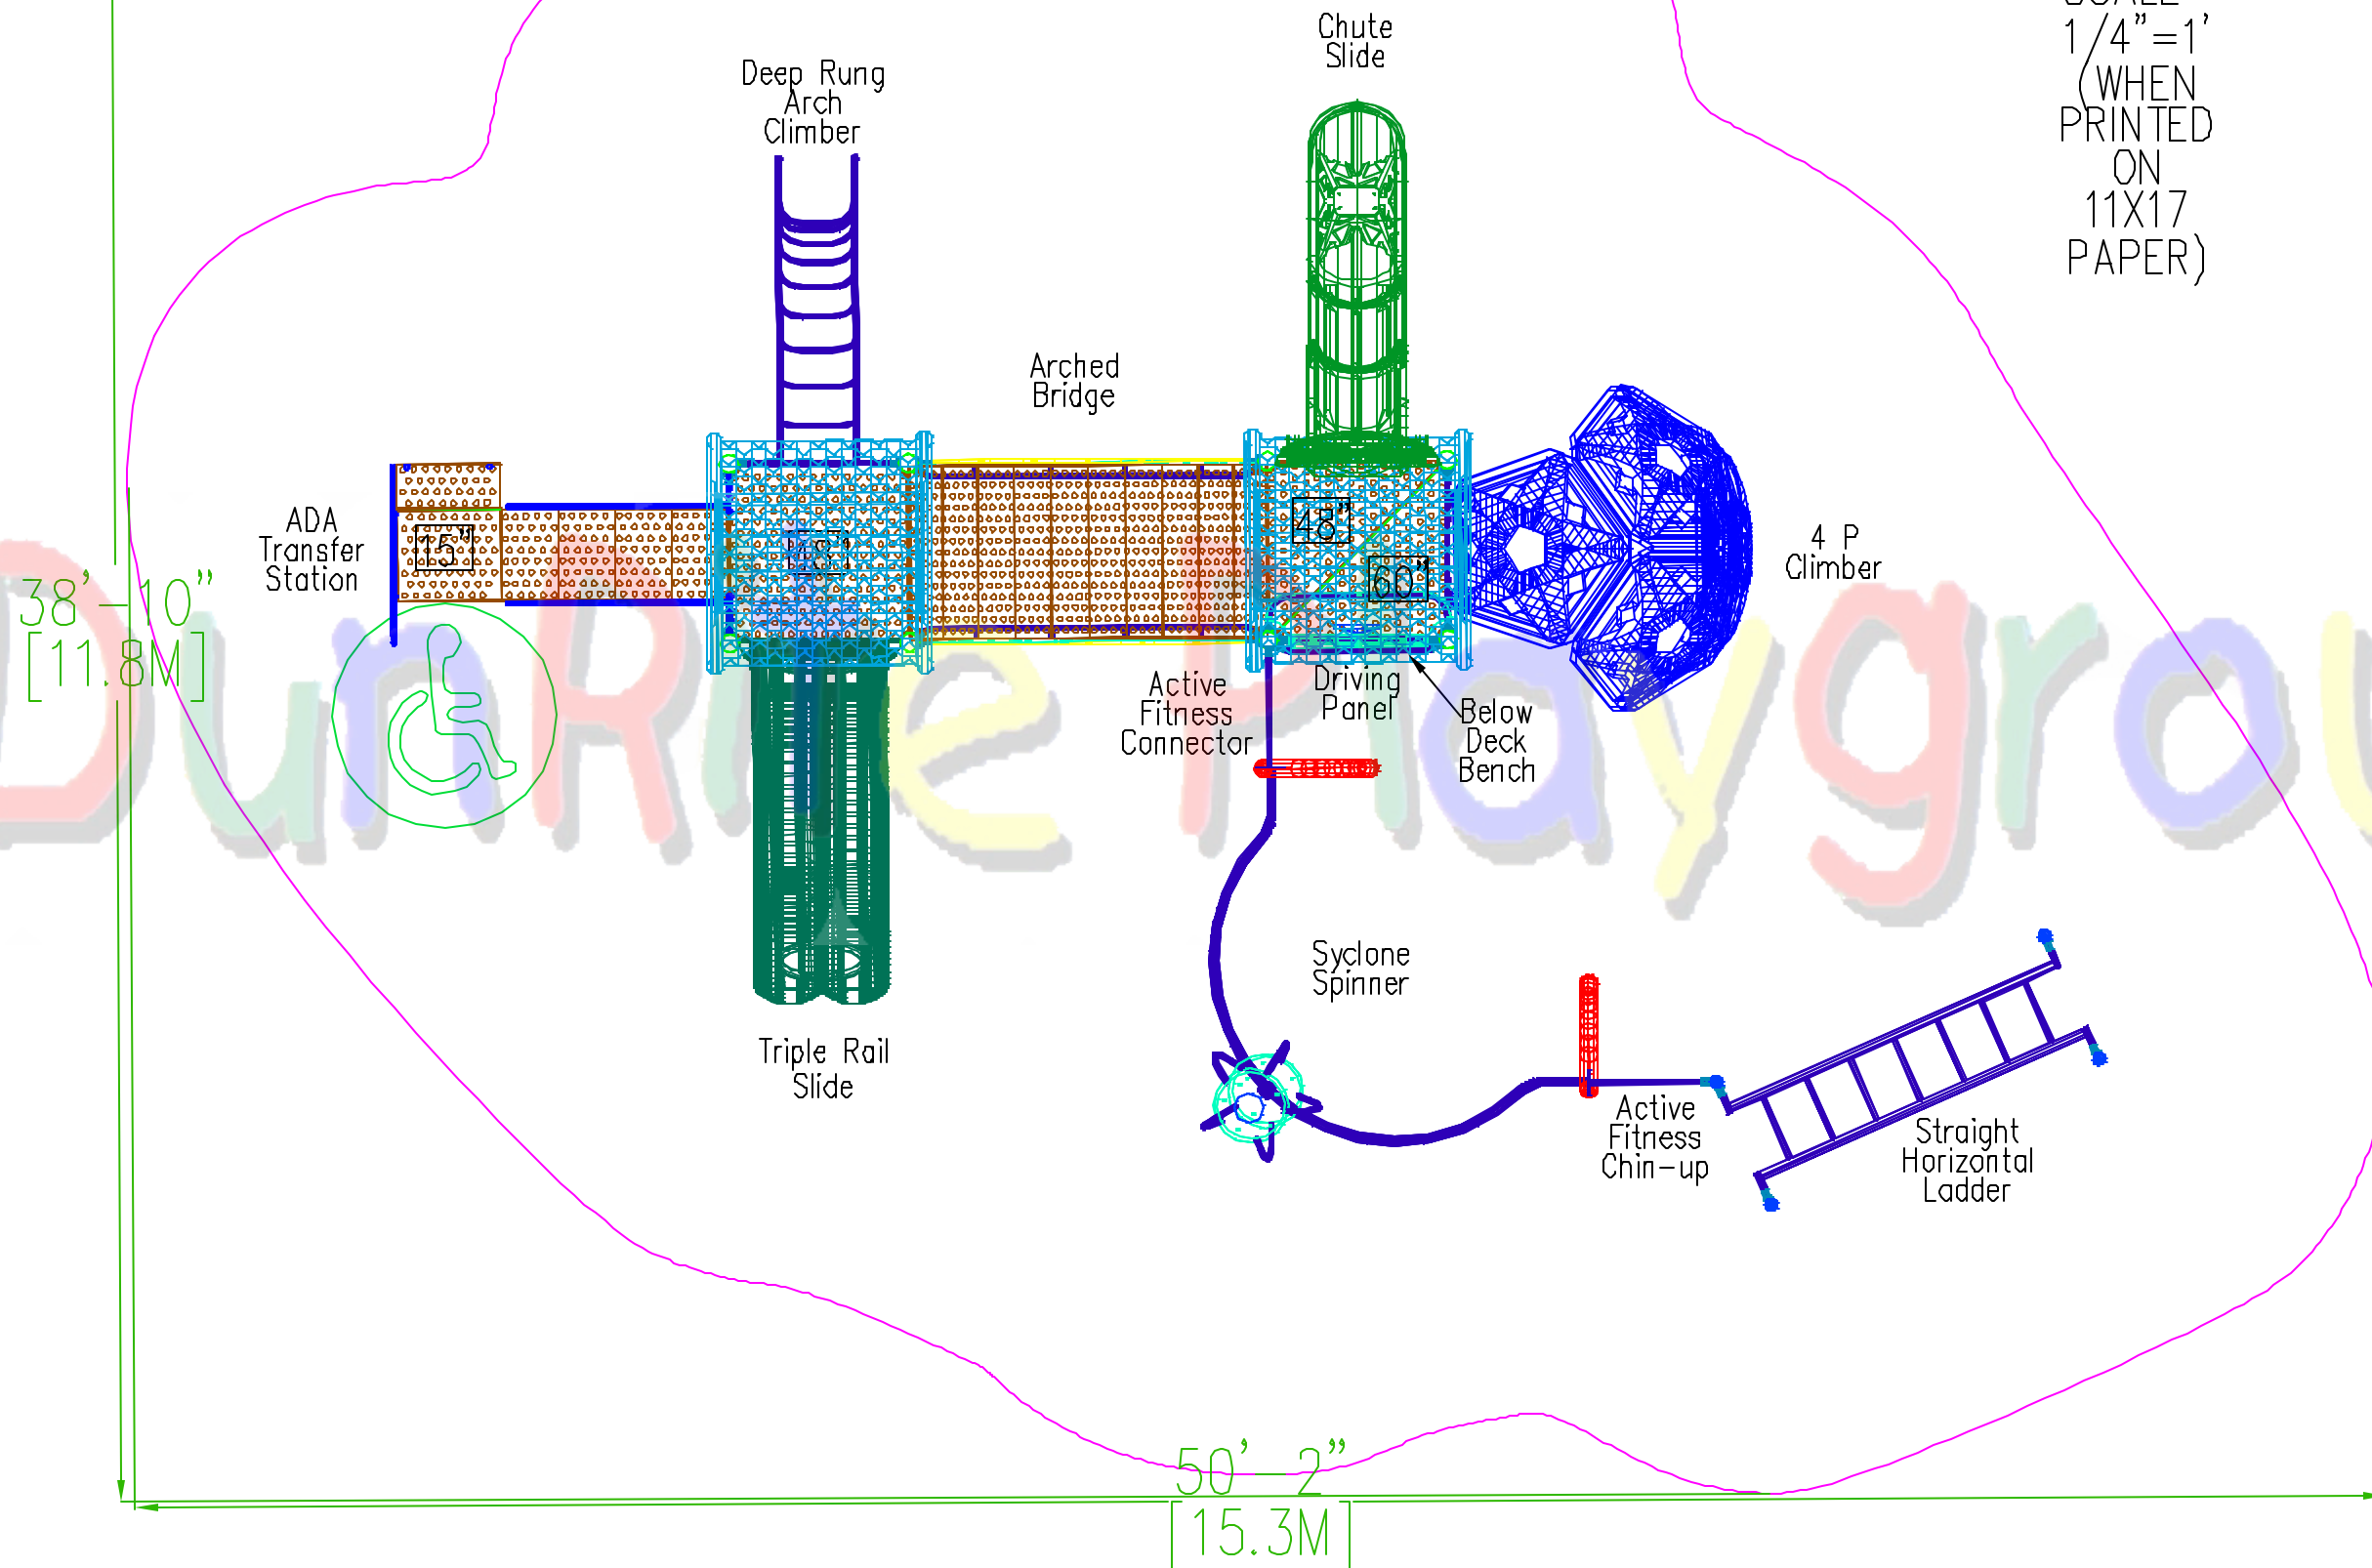 Chute
Slide
1/4"=1'
(WHEN
PRINTED
ON
11X17
PAPER)
Deep Rung
Arch
Climber
Arched
Bridge
ADA
Transfer
Station
15"
48"
60"
4 P
Climber
38'-10"
[11.8M]
Active
Fitness
Connector
Driving
Panel
Below
Deck
Bench
DunRite Playgrou
Syclone
Spinner
Triple Rail
Slide
Active
Fitness
Chin-up
Straight
Horizontal
Ladder
50'-2"
[15.3M]